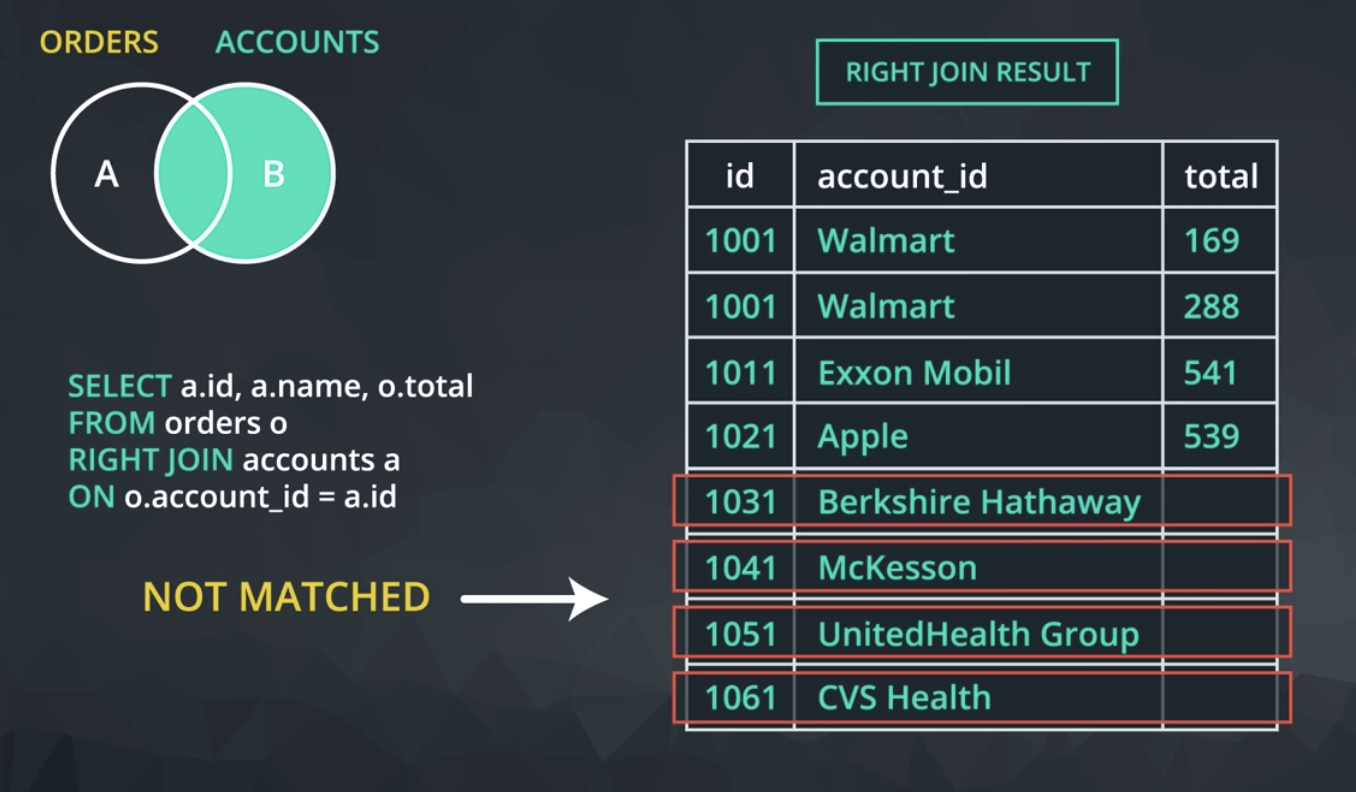 ORDERS ACCOUNTS
A B
SELECT a.id, a.name, o.total
FROM orders o
RIGHT JOIN accounts a
ON o.account_id = a.id
NOT MATCHED
RIGHT JOIN RESULT
id account_id total
1001 Walmart 169
1001 Walmart 288
1011 Exxon Mobil 541
1021 Apple 539
1031 Berkshire Hathaway
1041 McKesson
1051 UnitedHealth Group
1061 CVS Health